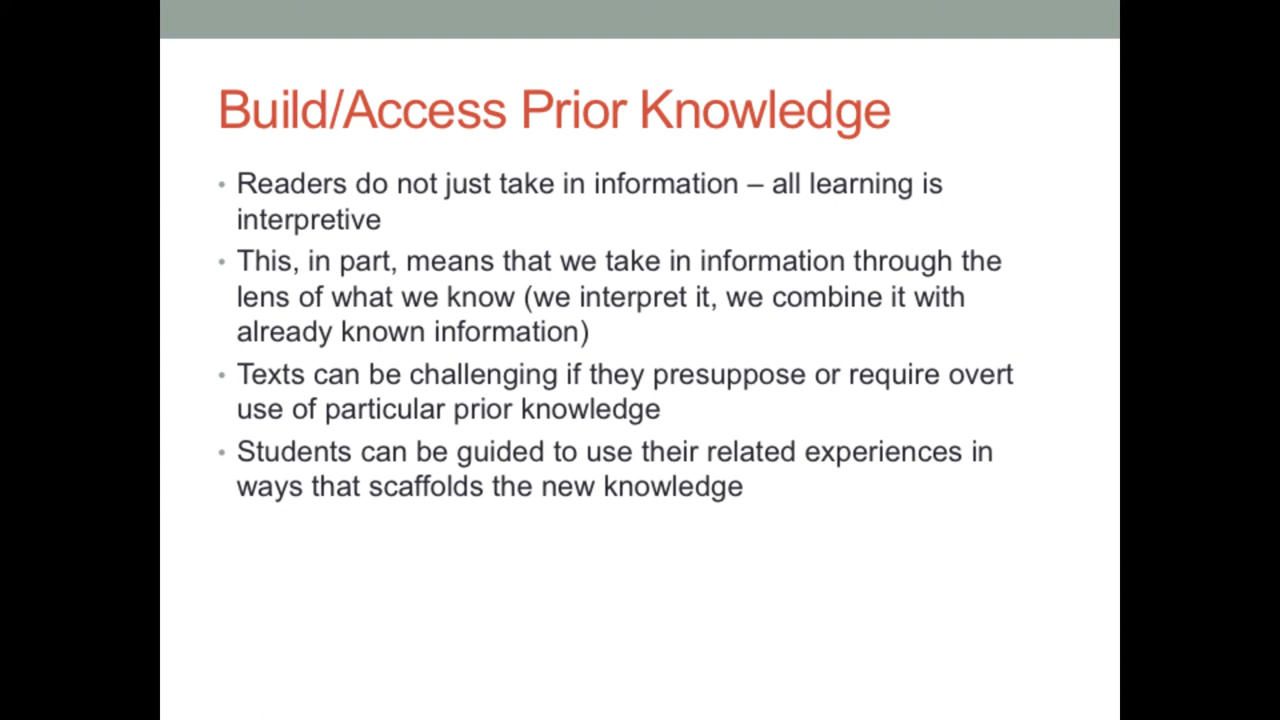 Build/Access Prior Knowledge
• Readers do not just take in information – all learning is
interpretive
• This, in part, means that we take in information through the
lens of what we know (we interpret it, we combine it with
already known information)
• Texts can be challenging if they presuppose or require overt
use of particular prior knowledge
• Students can be guided to use their related experiences in
ways that scaffolds the new knowledge